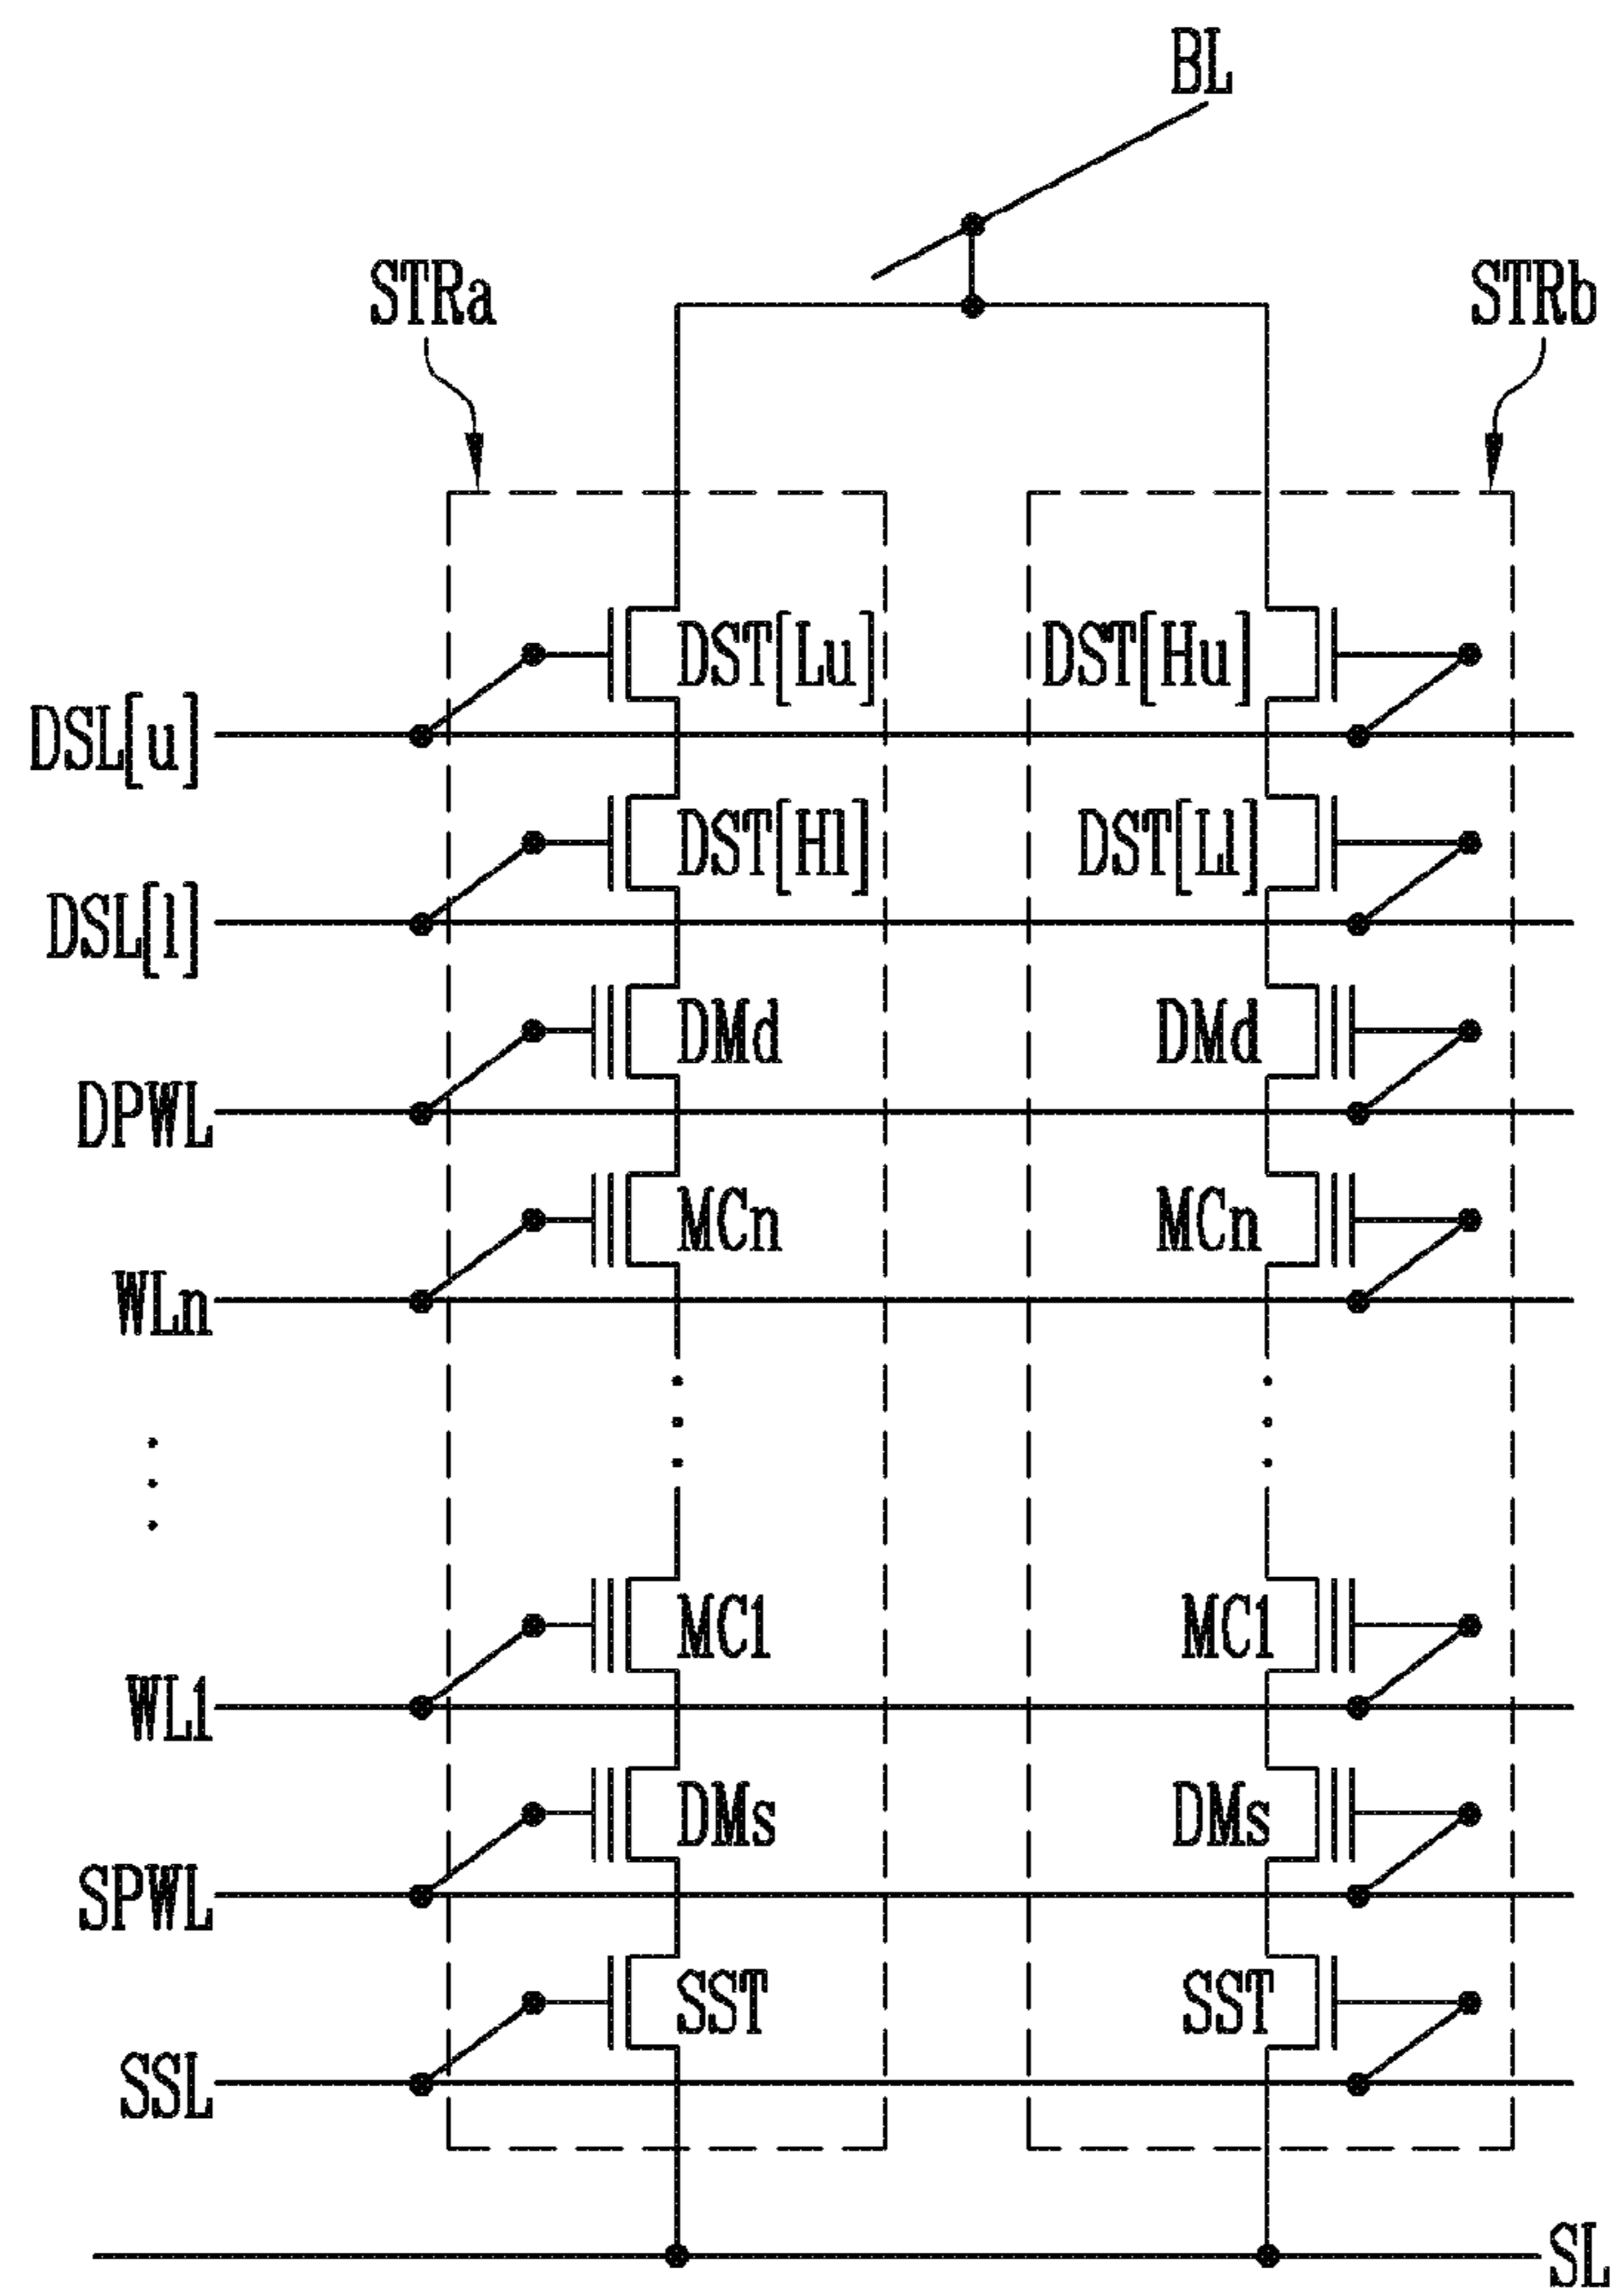 BL
STRa STRb
DST[Lu] DST[Hu]
DSL[u]
DST[Hl] DST[Ll]
DSL[l]
DMd DMd
DPWL
MCn MCn
WLn
MC1 MC1
WL1
DMs DMs
SPWL
SST SST
SSL
SL